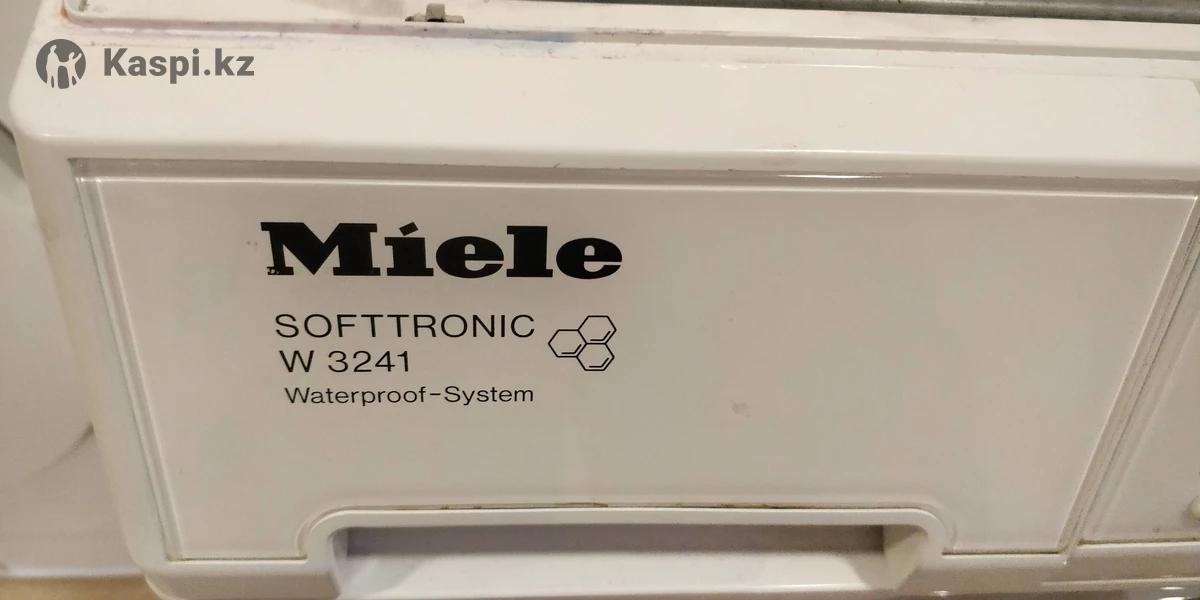 Kaspi.kz
Miele
SOFTTRONIC
W 3241
Waterproof-System